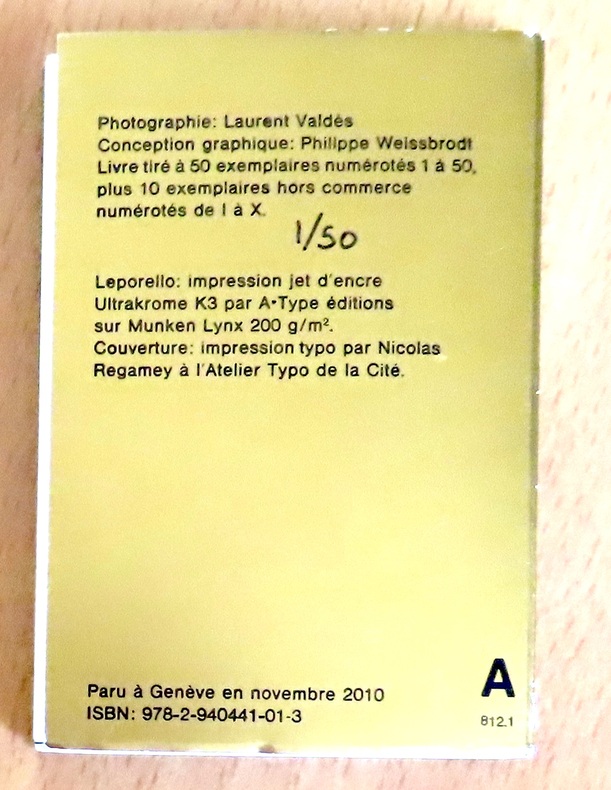 Photographie: Laurent Valdès
Conception graphique: Philippe Weissbrodt
Livre tiré à 50 exemplaires numérotés 1 à 50,
plus 10 exemplaires hors commerce
numérotés de I à X.
1/50
Leporello: impression jet d'encre
Ultrakrome K3 par A•Type éditions
sur Munken Lynx 200 g/m².
Couverture: impression typo par Nicolas
Regamey à l'Atelier Typo de la Cité.
Paru à Genève en novembre 2010
ISBN: 978-2-940441-01-3
A
812.1